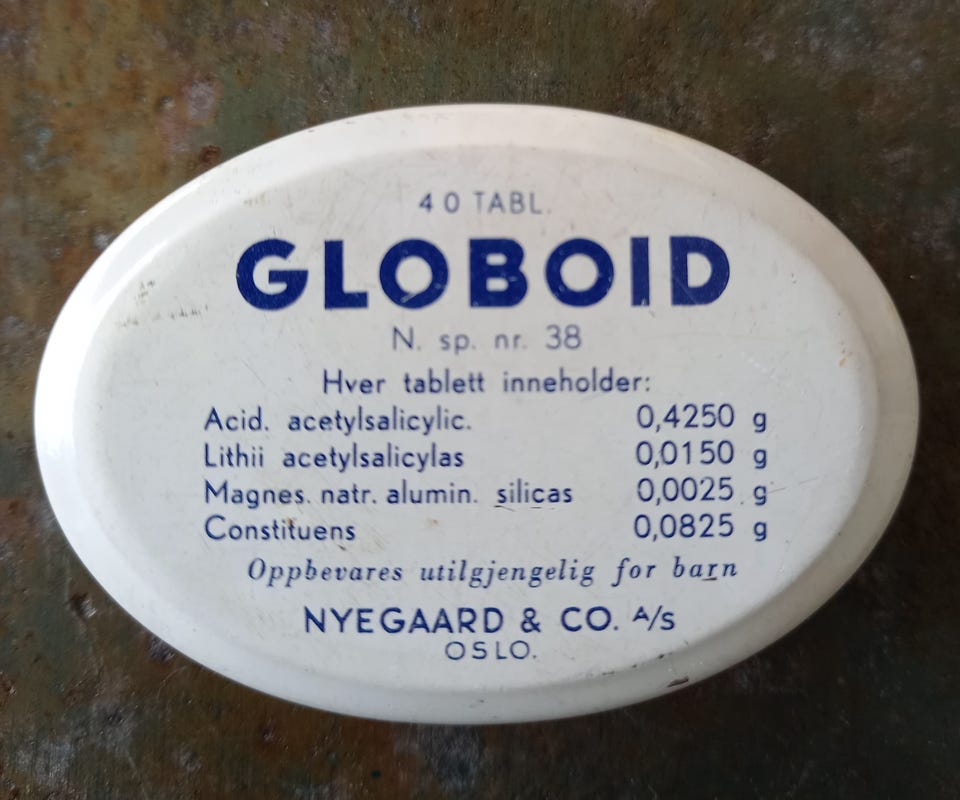 40 TABL.
GLOBOID
N. sp. nr. 38
Hver tablett inneholder:
Acid. acetylsalicylic. 0,4250 g
Lithii acetylsalicylas 0,0150 g
Magnes. natr. alumin. silicas 0,0025 g
Constituens 0,0825 g
Oppbevares utilgjengelig for barn
NYEGAARD & CO. A/S
OSLO.